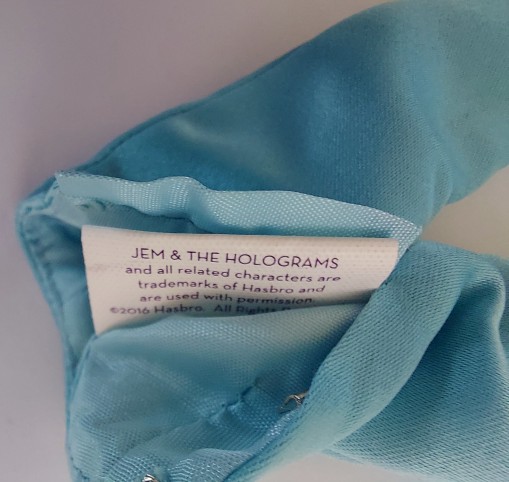 JEM & THE HOLOGRAMS
and all related characters are
trademarks of Hasbro and
are used with permission.
©2016 Hasbro. All Rights